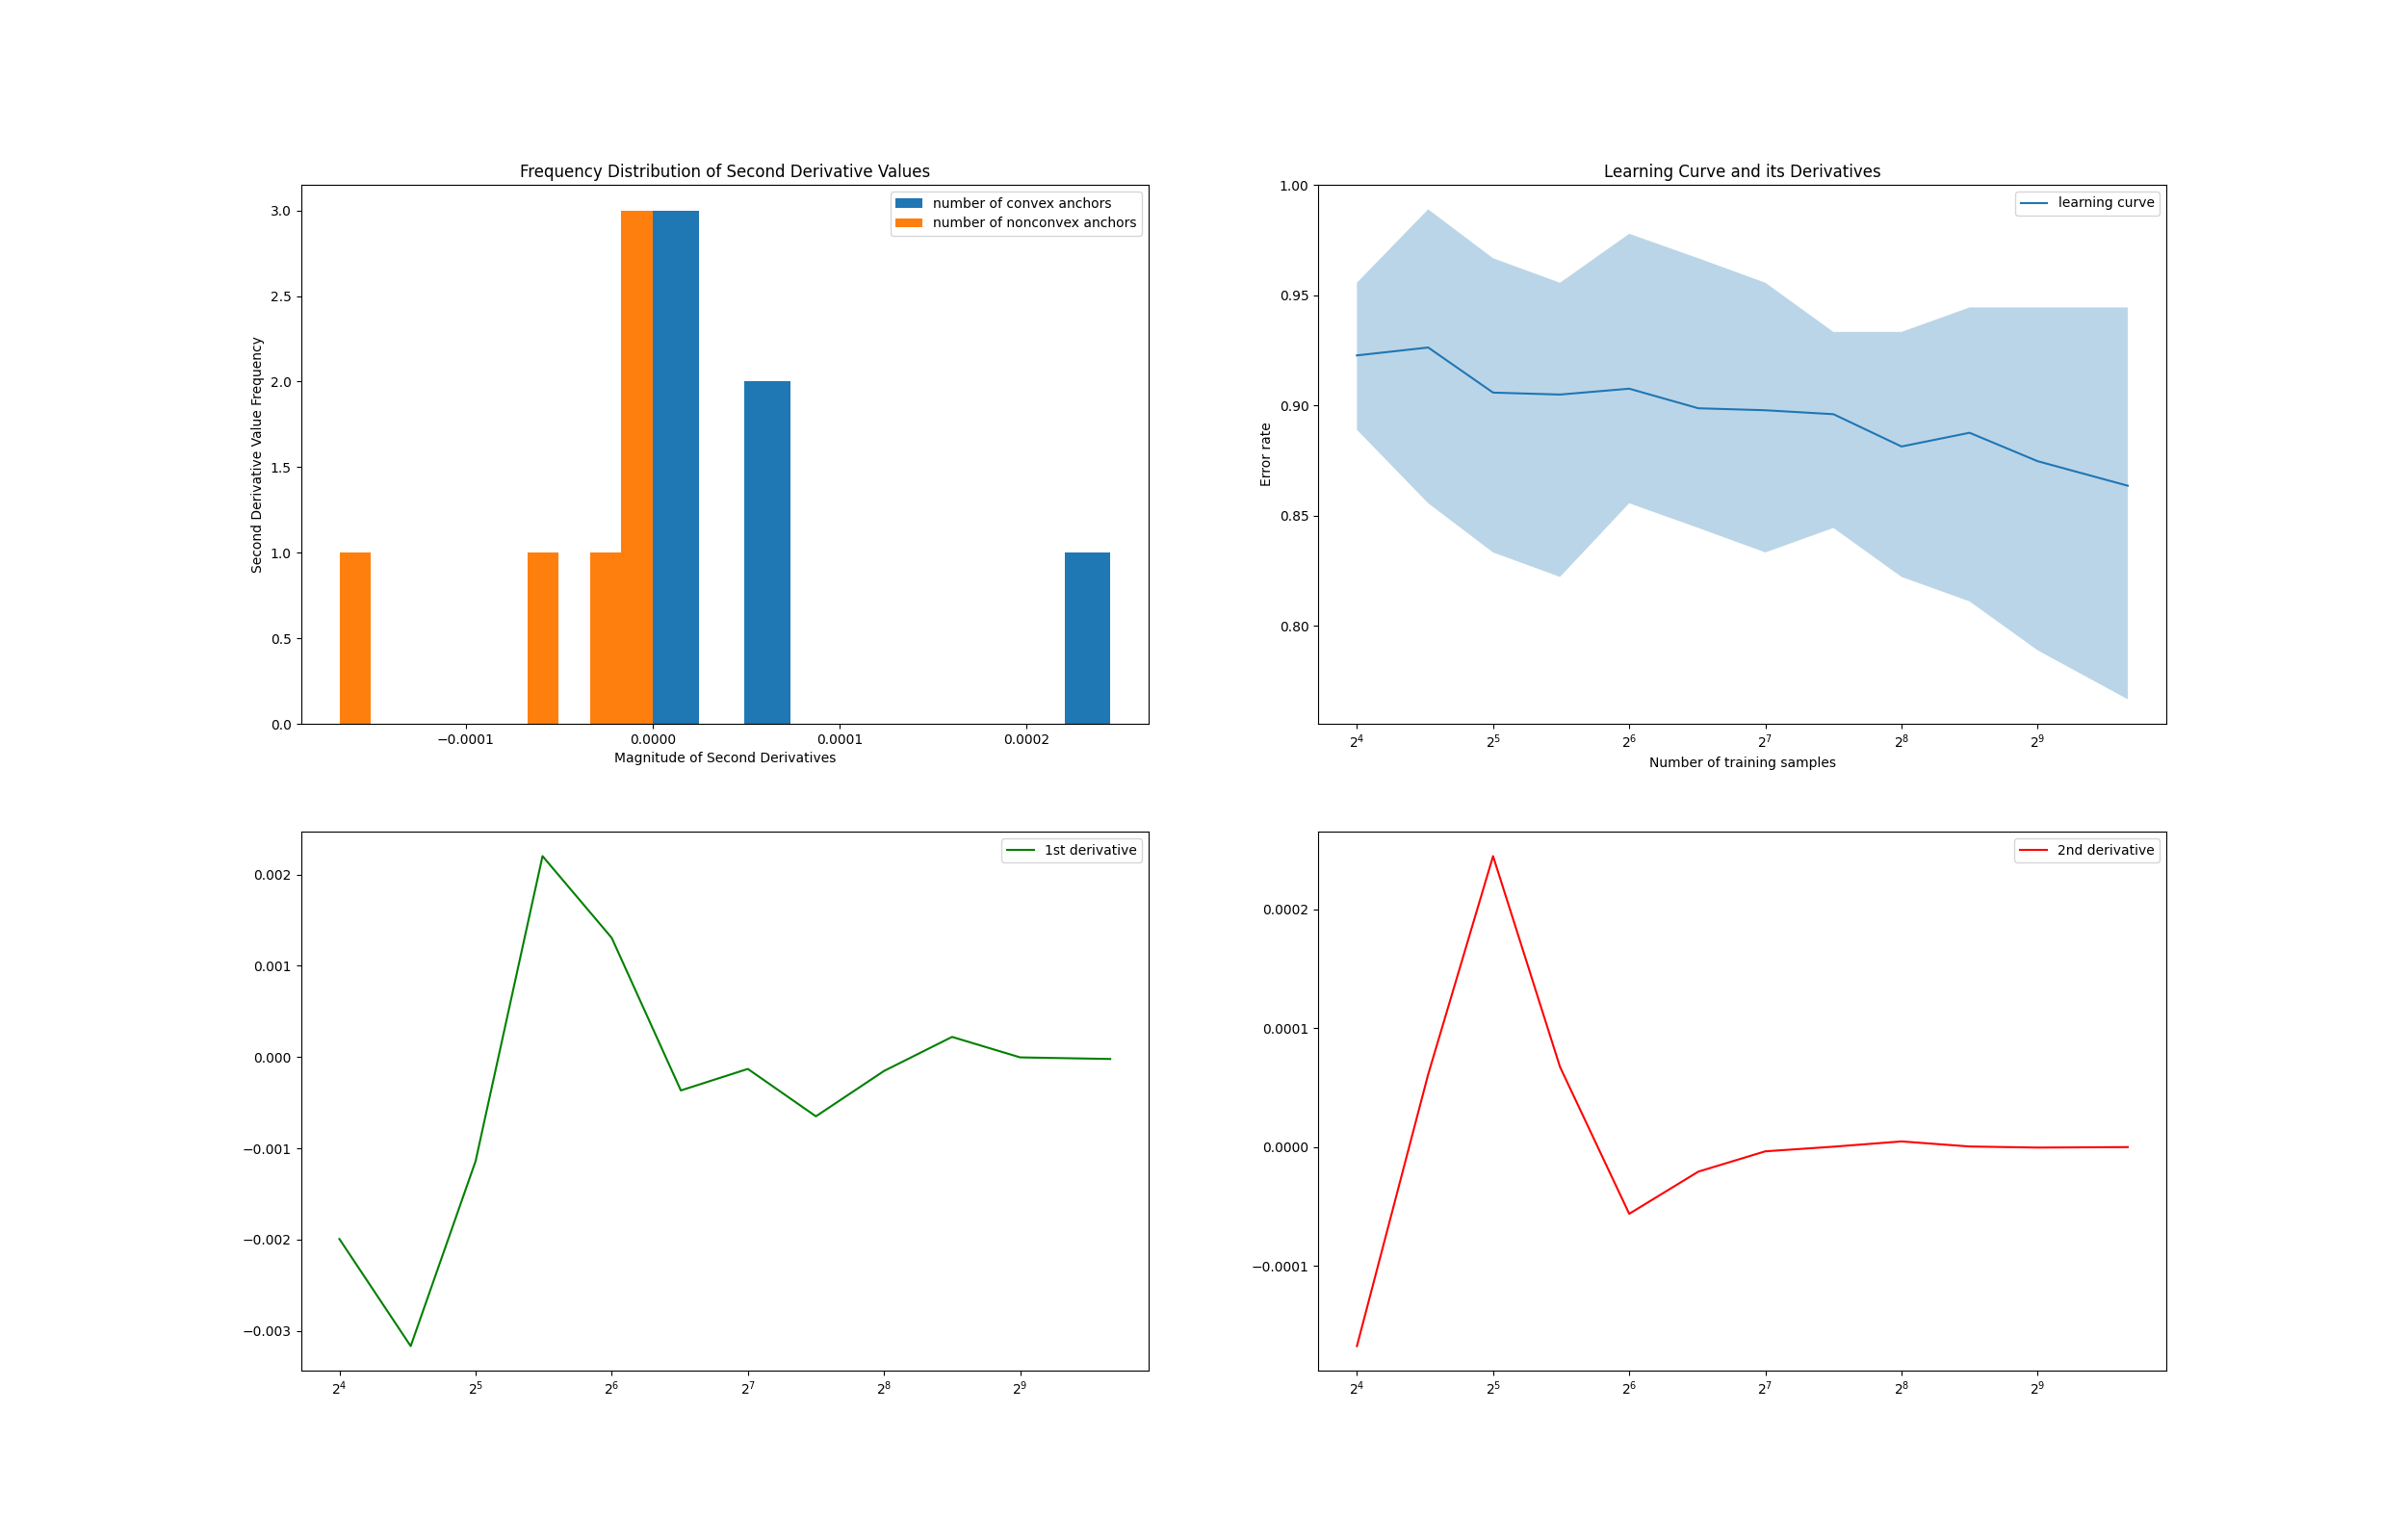 Frequency Distribution of Second Derivative Values
number of convex anchors
number of nonconvex anchors
Second Derivative Value Frequency
3.0
2.5
2.0
1.5
1.0
0.5
0.0
−0.0001 0.0000 0.0001 0.0002
Magnitude of Second Derivatives
Learning Curve and its Derivatives
learning curve
Error rate
1.00
0.95
0.90
0.85
0.80
2⁴ 2⁵ 2⁶ 2⁷ 2⁸ 2⁹
Number of training samples
1st derivative
0.002
0.001
0.000
−0.001
−0.002
−0.003
2⁴ 2⁵ 2⁶ 2⁷ 2⁸ 2⁹
2nd derivative
0.0002
0.0001
0.0000
−0.0001
2⁴ 2⁵ 2⁶ 2⁷ 2⁸ 2⁹